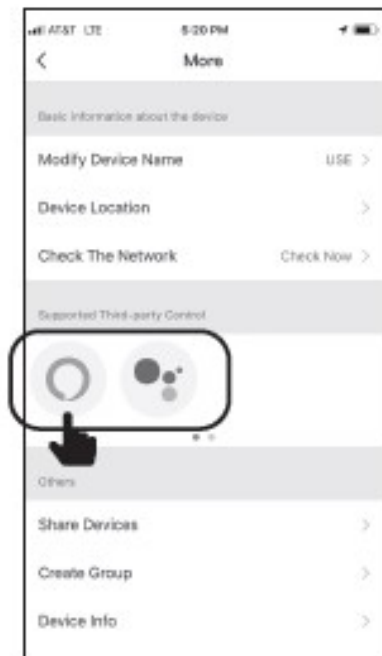 AT&T LTE 5:20 PM
More
Basic information about the device
Modify Device Name USE
Device Location
Check The Network Check Now
Supported Third-party Control
Others
Share Devices
Create Group
Device Info